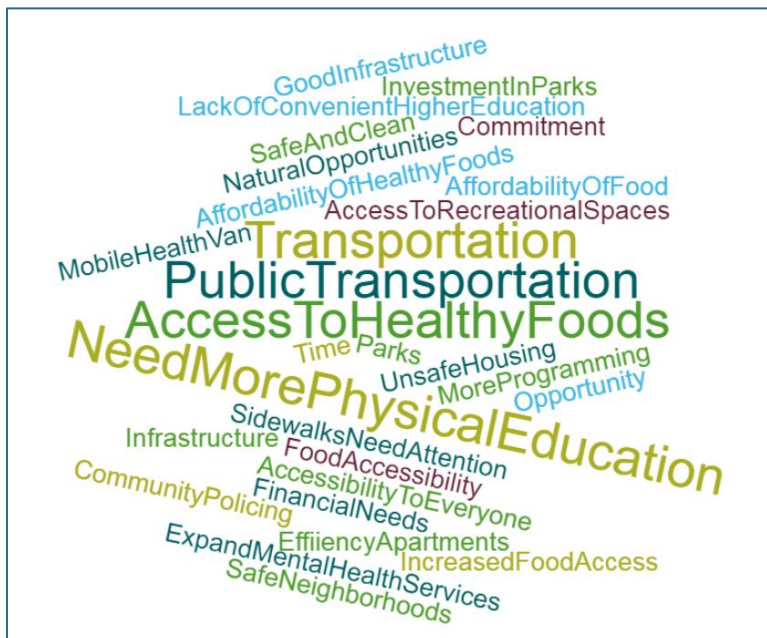 GoodInfrastructure
InvestmentInParks
LackOfConvenientHigherEducation
SafeAndClean
Commitment
NaturalOpportunities
AffordabilityOfHealthyFoods
AffordabilityOfFood
AccessToRecreationalSpaces
MobileHealthVan
Transportation
PublicTransportation
AccessToHealthyFoods
NeedMorePhysicalEducation
Time
Parks
UnsafeHousing
MoreProgramming
Opportunity
SidewalksNeedAttention
Infrastructure
FoodAccessibility
AccessibilityToEveryone
CommunityPolicing
FinancialNeeds
EffiiencyApartments
ExpandMentalHealthServices
IncreasedFoodAccess
SafeNeighborhoods